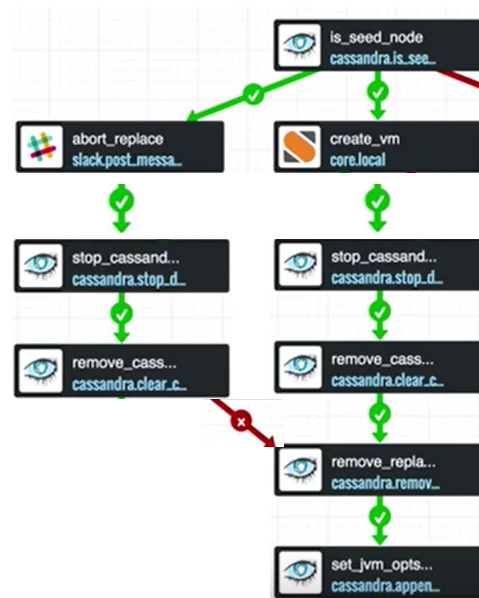 is_seed_node
cassandra.is_see...
abort_replace
slack.post_messa...
create_vm
core.local
stop_cassand...
cassandra.stop_d...
stop_cassand...
cassandra.stop_d...
remove_cass...
cassandra.clear_c...
remove_cass...
cassandra.clear_c...
remove_repla...
cassandra.remov...
set_jvm_opts...
cassandra.appen...